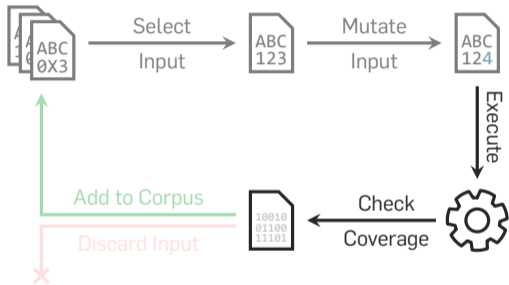 ABC
0X3
Select
Input
ABC
123
Mutate
Input
ABC
124
Execute
Check
Coverage
10010
01100
11101
Add to Corpus
Discard Input